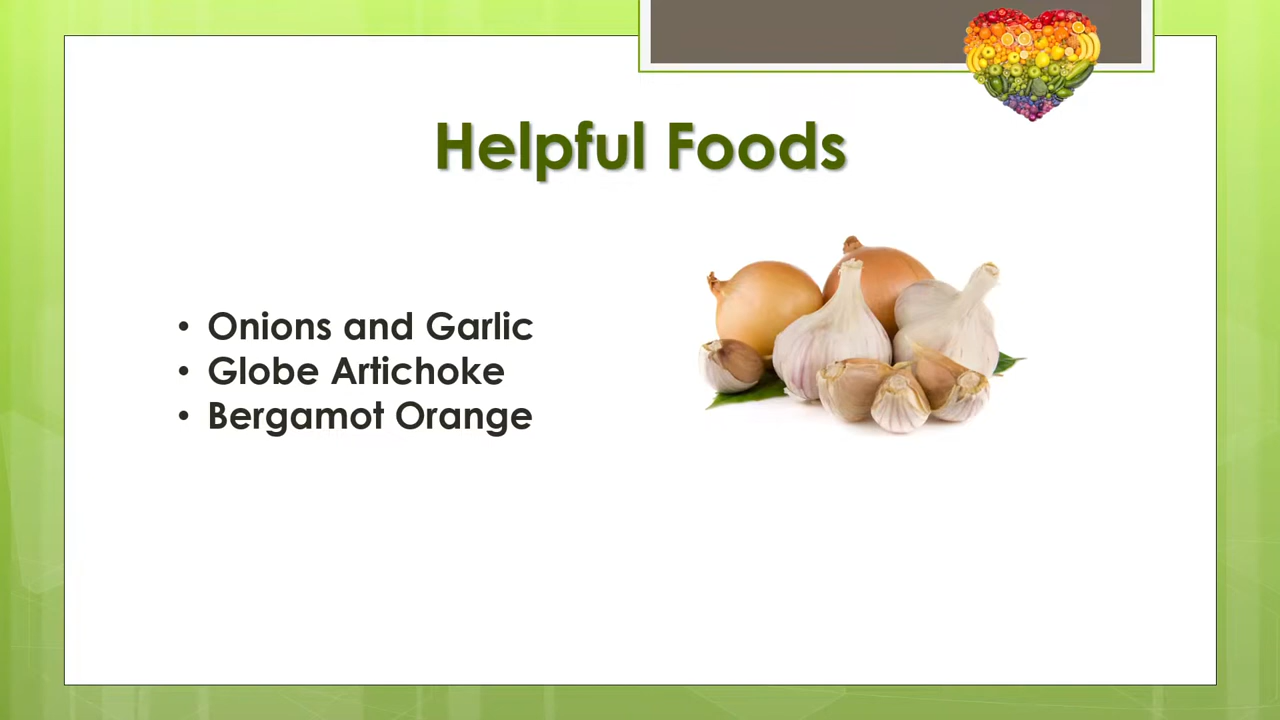 Helpful Foods
• Onions and Garlic
• Globe Artichoke
• Bergamot Orange